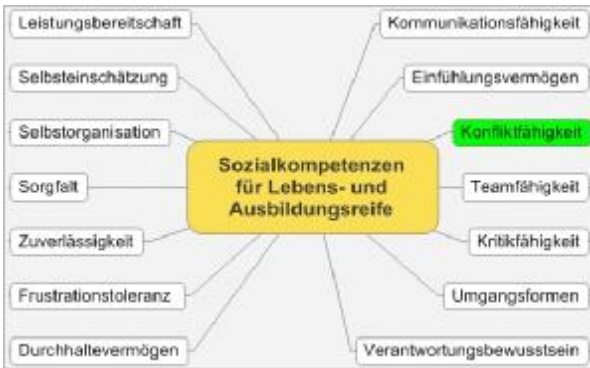 Leistungsbereitschaft
Selbsteinschätzung
Selbstorganisation
Sorgfalt
Zuverlässigkeit
Frustrationstoleranz
Durchhaltevermögen
Sozialkompetenzen
für Lebens- und
Ausbildungsreife
Kommunikationsfähigkeit
Einfühlungsvermögen
Konfliktfähigkeit
Teamfähigkeit
Kritikfähigkeit
Umgangsformen
Verantwortungsbewusstsein